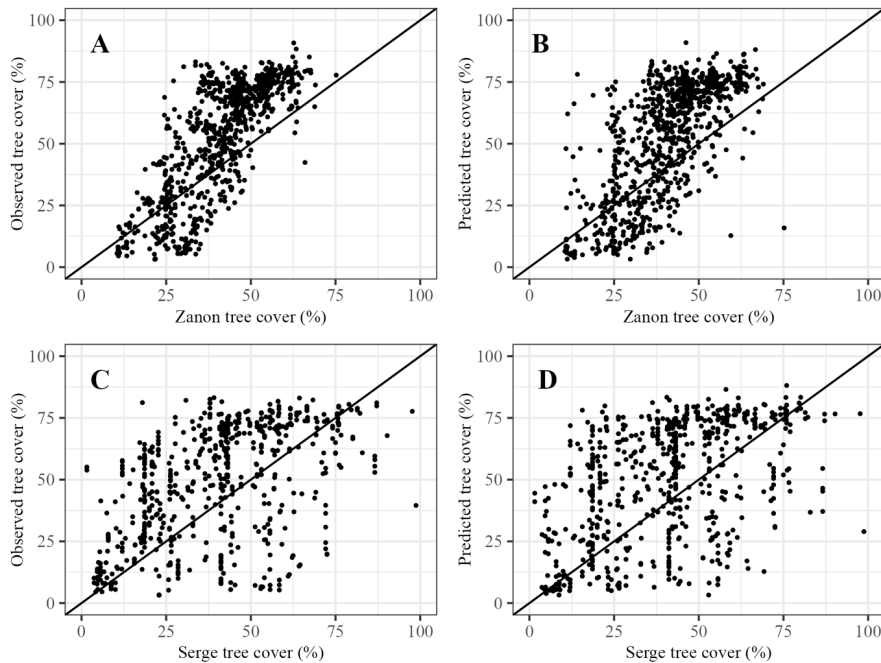 A
100
75
50
25
0
Observed tree cover (%)
0 25 50 75 100
Zanon tree cover (%)
B
100
75
50
25
0
Predicted tree cover (%)
0 25 50 75 100
Zanon tree cover (%)
C
100
75
50
25
0
Observed tree cover (%)
0 25 50 75 100
Serge tree cover (%)
D
100
75
50
25
0
Predicted tree cover (%)
0 25 50 75 100
Serge tree cover (%)